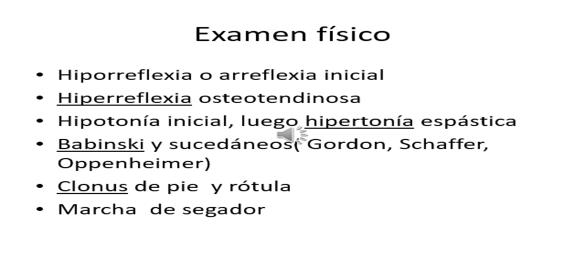 Examen físico
• Hiporreflexia o arreflexia inicial
• Hiperreflexia osteotendinosa
• Hipotonía inicial, luego hipertonía espástica
• Babinski y sucedáneos( Gordon, Schaffer,
Oppenheimer)
• Clonus de pie y rótula
• Marcha de segador